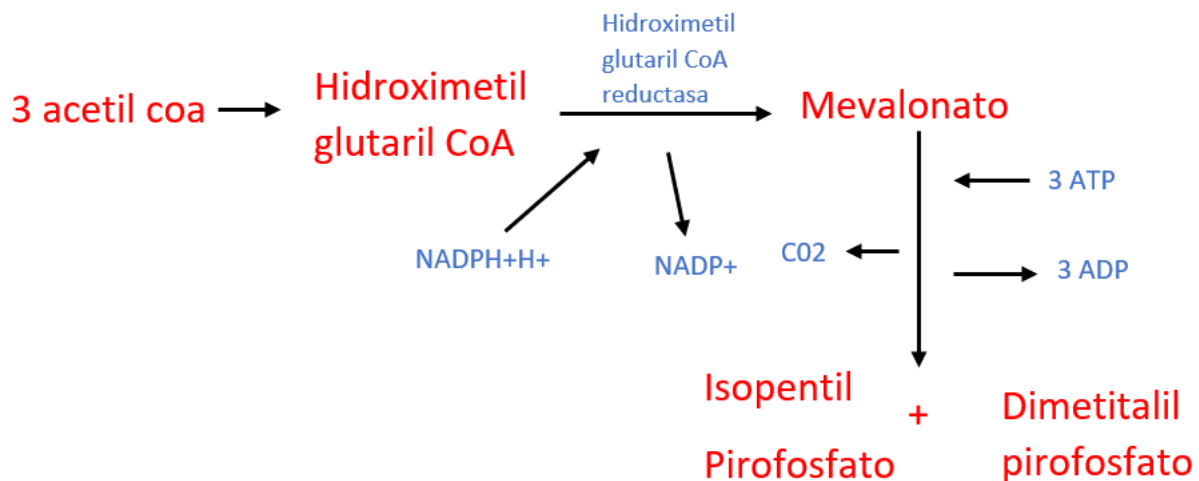 3 acetil coa
Hidroximetil
glutaril CoA
Hidroximetil
glutaril CoA
reductasa
Mevalonato
NADPH+H+
NADP+
3 ATP
C02
3 ADP
Isopentil
Pirofosfato
+
Dimetitalil
pirofosfato